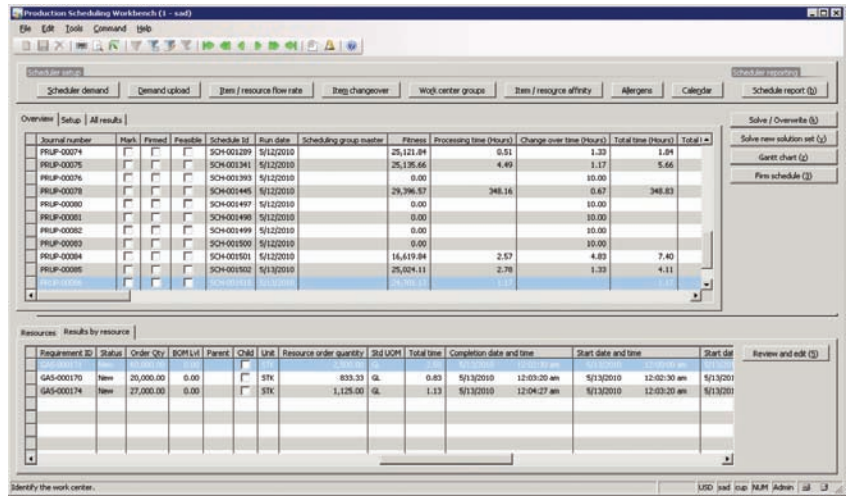 Production Scheduling Workbench (1 - sad)
File Edit Tools Command Help
Scheduler setup Scheduler reporting
Scheduler demand Demand upload Item / resource flow rate Item changeover Work center groups Item / resource affinity Allergens Calendar Schedule report (b)
Overview Setup All results
Solve / Overwrite (k)
Solve new solution set (y)
Gantt chart (z)
Firm schedule (3)
Journal number Mark Firmed Feasible Schedule Id Run date Scheduling group master Fitness Processing time (Hours) Change over time (Hours) Total time (Hours) Total l
PRUP-00074 SCH-001289 5/12/2010 25,121.84 0.51 1.33 1.84
PRUP-00075 SCH-001341 5/12/2010 25,135.66 4.49 1.17 5.66
PRUP-00076 SCH-001393 5/12/2010 0.00 10.00
PRUP-00078 SCH-001445 5/12/2010 29,396.57 348.16 0.67 348.83
PRUP-00080 SCH-001497 5/12/2010 0.00 10.00
PRUP-00081 SCH-001498 5/12/2010 0.00 10.00
PRUP-00082 SCH-001499 5/12/2010 0.00 10.00
PRUP-00083 SCH-001500 5/12/2010 0.00 10.00
PRUP-00084 SCH-001501 5/12/2010 16,619.84 2.57 4.83 7.40
PRUP-00085 SCH-001502 5/13/2010 25,024.11 2.78 1.33 4.11
Resources Results by resource
Requirement ID Status Order Qty BOM Lvl Parent Child Unit Resource order quantity Std UOM Total time Completion date and time Start date and time Start dat
Review and edit (5)
GAS-000170 New 20,000.00 0.00 STK 833.33 GL 0.83 5/13/2010 12:03:20 am 5/13/2010 12:02:30 am 5/13/201
GAS-000174 New 27,000.00 0.00 STK 1,125.00 GL 1.13 5/13/2010 12:04:27 am 5/13/2010 12:03:20 am 5/13/201
Identify the work center.
USD sad cup NUM Admin